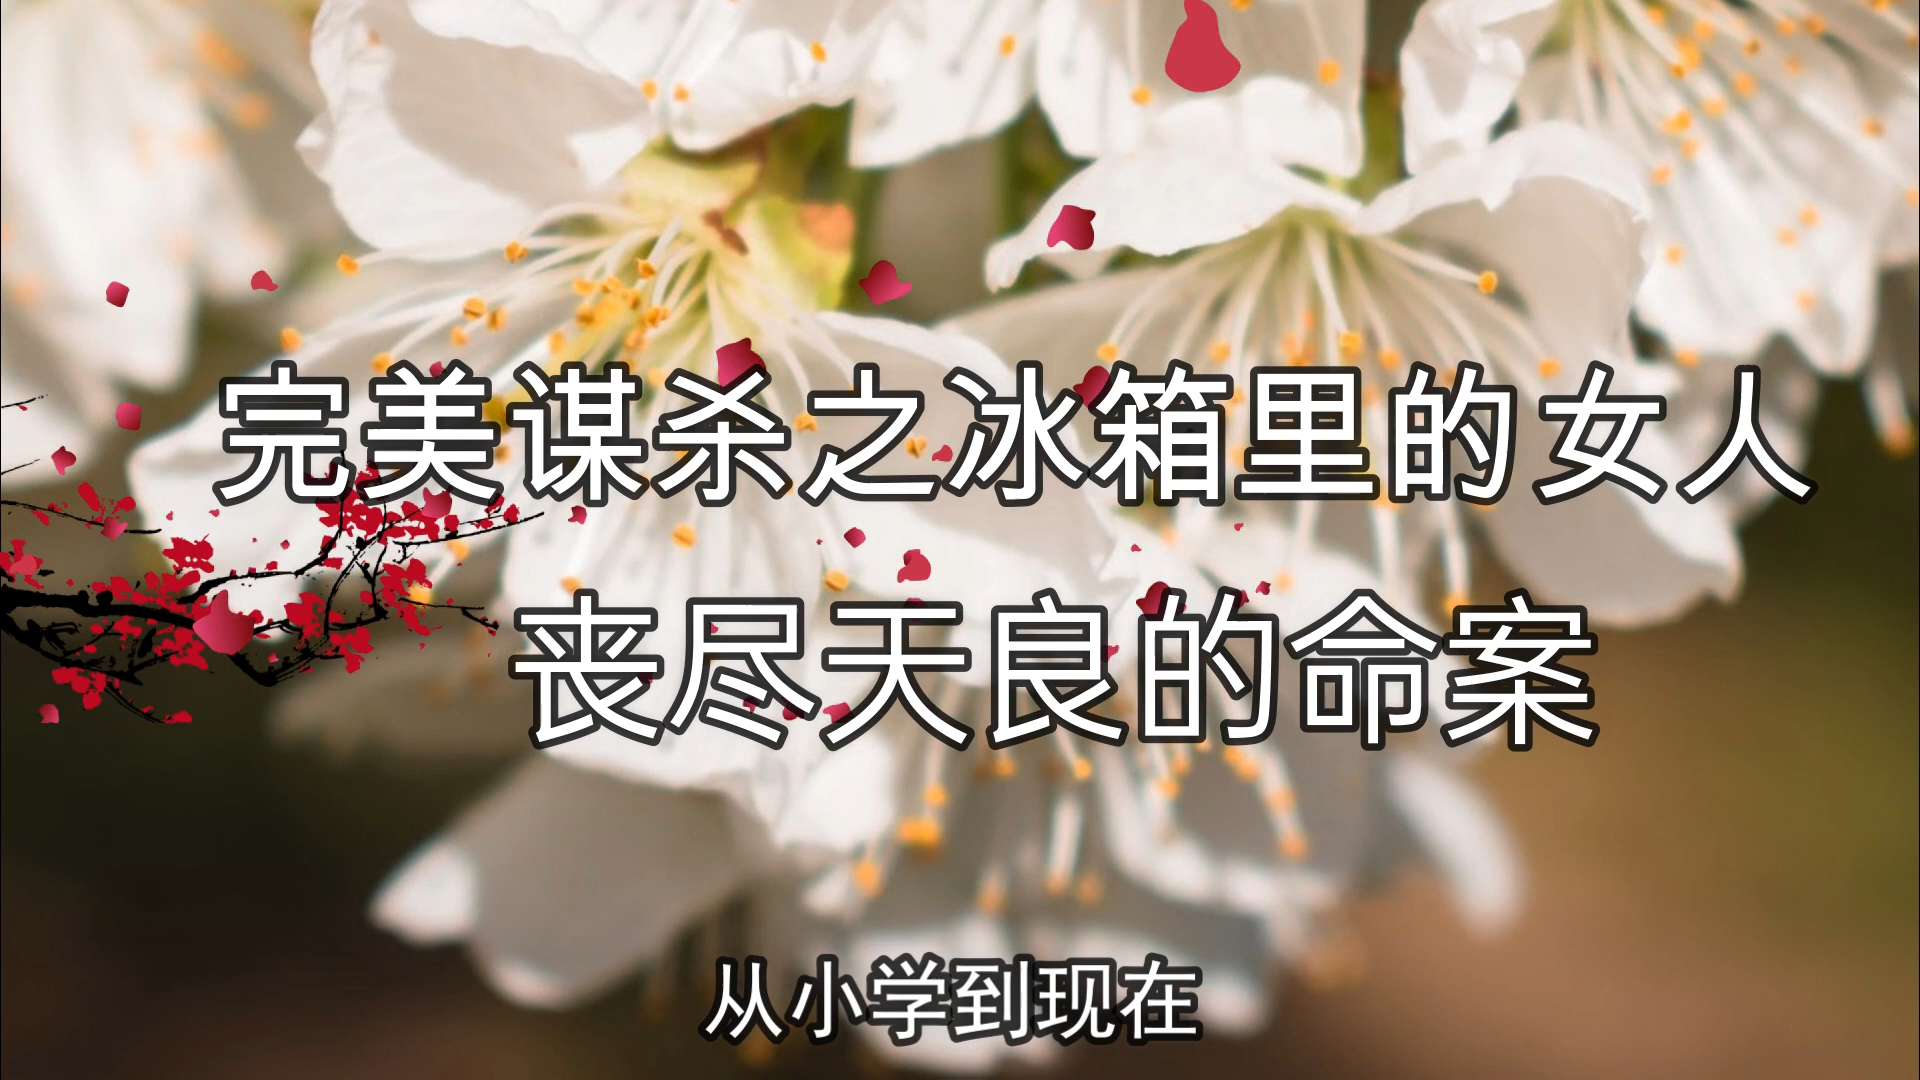 完美谋杀之冰箱里的女人
丧尽天良的命案
从小学到现在